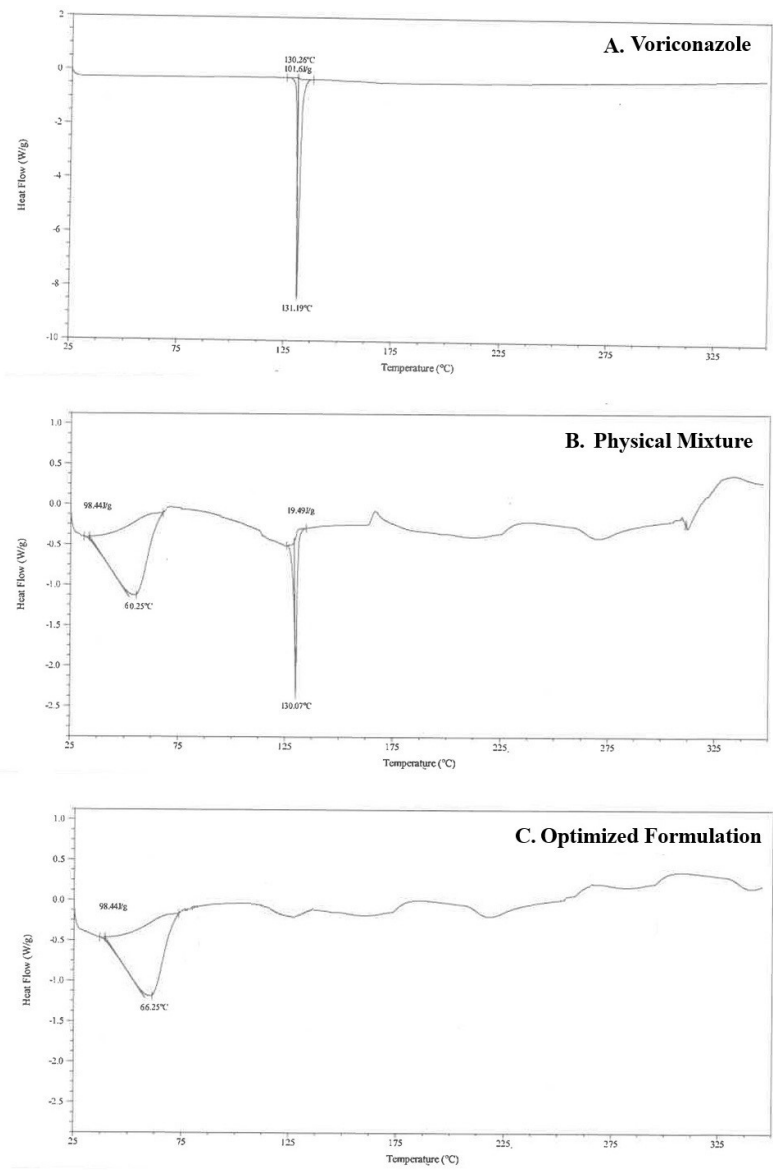 A. Voriconazole
2
0
-2
-4
-6
-8
-10
Heat Flow (W/g)
130.26°C
101.6J/g
131.19°C
25
75
125
175
225
275
325
Temperature (°C)
B. Physical Mixture
1.0
0.5
0.0
-0.5
-1.0
-1.5
-2.0
-2.5
Heat Flow (W/g)
98.44J/g
60.25°C
19.49J/g
130.07°C
25
75
125
175
225
275
325
Temperature (°C)
C. Optimized Formulation
1.0
0.5
0.0
-0.5
-1.0
-1.5
-2.0
-2.5
Heat Flow (W/g)
98.44J/g
66.25°C
25
75
125
175
225
275
325
Temperature (°C)